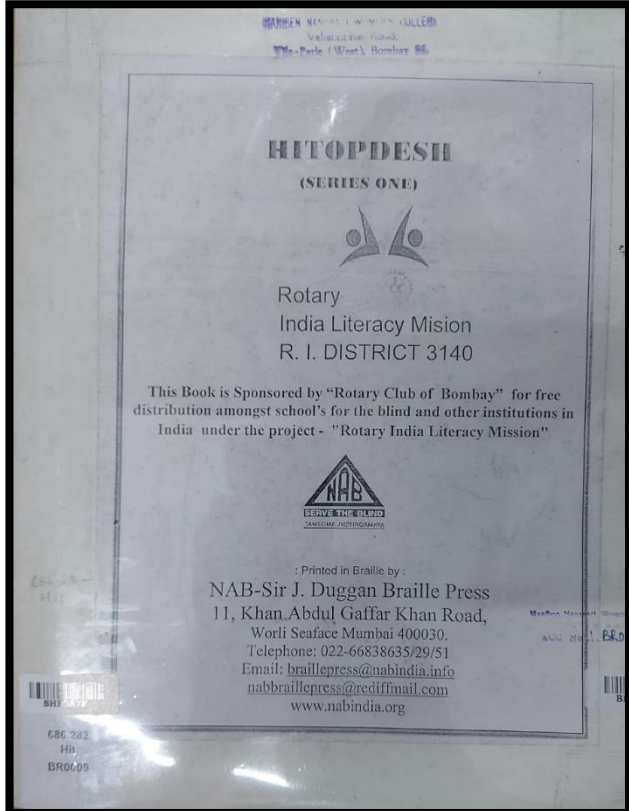 Vile-Parle (West), Bombay
HITOPDESH
(SERIES ONE)
Rotary
India Literacy Mision
R. I. DISTRICT 3140
This Book is Sponsored by "Rotary Club of Bombay" for free
distribution amongst school's for the blind and other institutions in
India under the project - "Rotary India Literacy Mission"
NAB
SERVE THE BLIND
TAMSOMA JYOTIRGAMAYA
: Printed in Braille by :
NAB-Sir J. Duggan Braille Press
11, Khan Abdul Gaffar Khan Road,
Worli Seaface Mumbai 400030.
Telephone: 022-66838635/29/51
Email: braillepress@nabindia.info
nabbraillepress@rediffmail.com
www.nabindia.org
686.282
Hit
BR0009